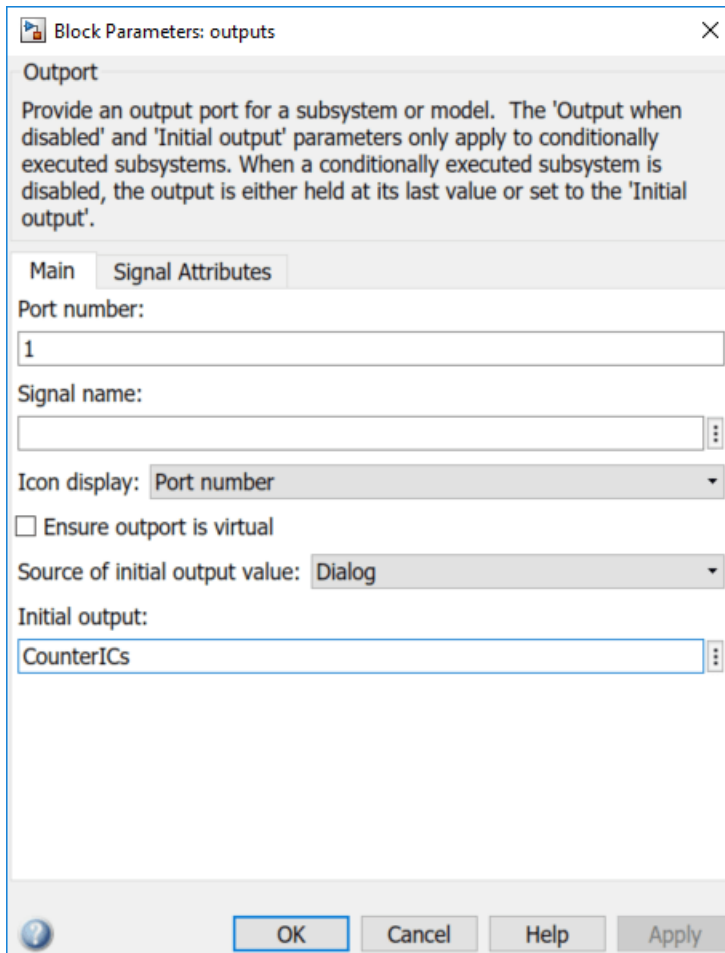 Block Parameters: outputs
Outport
Provide an output port for a subsystem or model.  The 'Output when
disabled' and 'Initial output' parameters only apply to conditionally
executed subsystems. When a conditionally executed subsystem is
disabled, the output is either held at its last value or set to the 'Initial
output'.
Main
Signal Attributes
Port number:
1
Signal name:
Icon display: Port number
Ensure outport is virtual
Source of initial output value: Dialog
Initial output:
CounterICs
OK
Cancel
Help
Apply